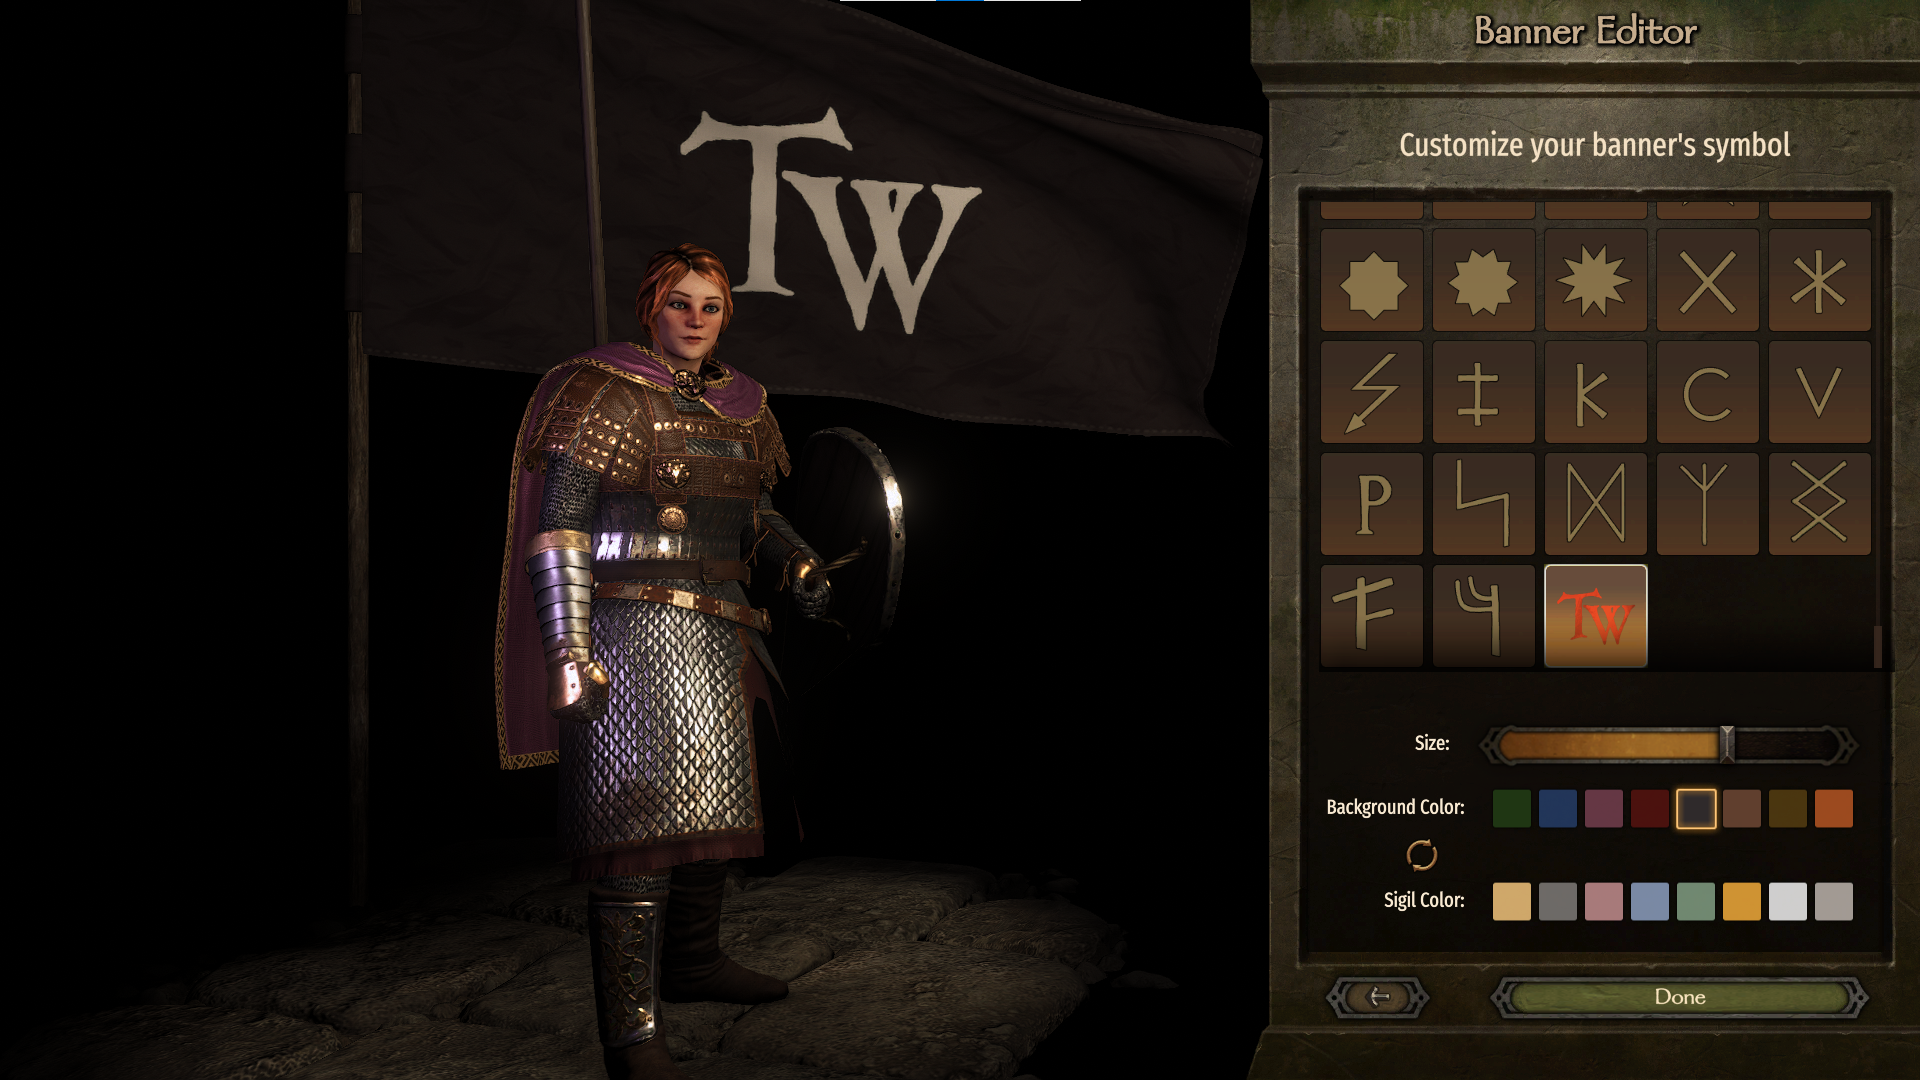 Banner Editor
Customize your banner's symbol
TW
TW
Size:
Background Color:
Sigil Color:
Done